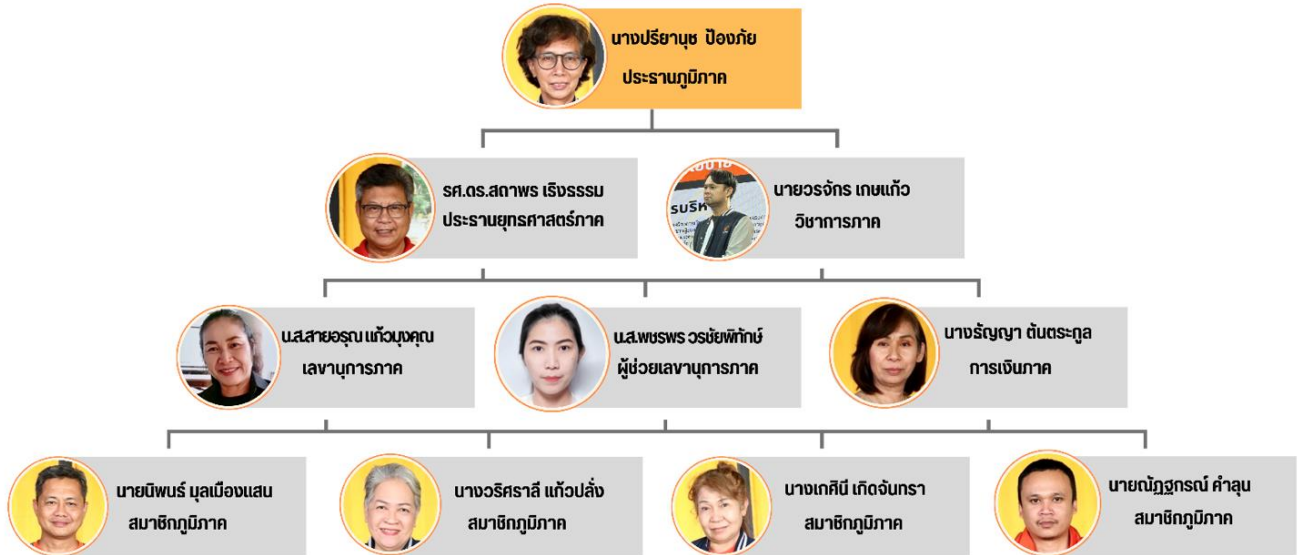 นางปรียานุช ป้องภัย
ประธานภูมิภาค
รศ.ดร.สถาพร เริงธรรม
ประธานยุทธศาสตร์ภาค
นายวรจักร เกษแก้ว
วิชาการภาค
น.ส.สายอรุณ แก้วมุงคุณ
เลขานุการภาค
น.ส.พชรพร วรชัยพิทักษ์
ผู้ช่วยเลขานุการภาค
นางธัญญา ตันตระกูล
การเงินภาค
นายนิพนธ์ มุลเมืองแสน
สมาชิกภูมิภาค
นางวริศราลี แก้วปลั่ง
สมาชิกภูมิภาค
นางเกศินี เกิดจันทรา
สมาชิกภูมิภาค
นายณัฏฐกรณ์ คำลุน
สมาชิกภูมิภาค